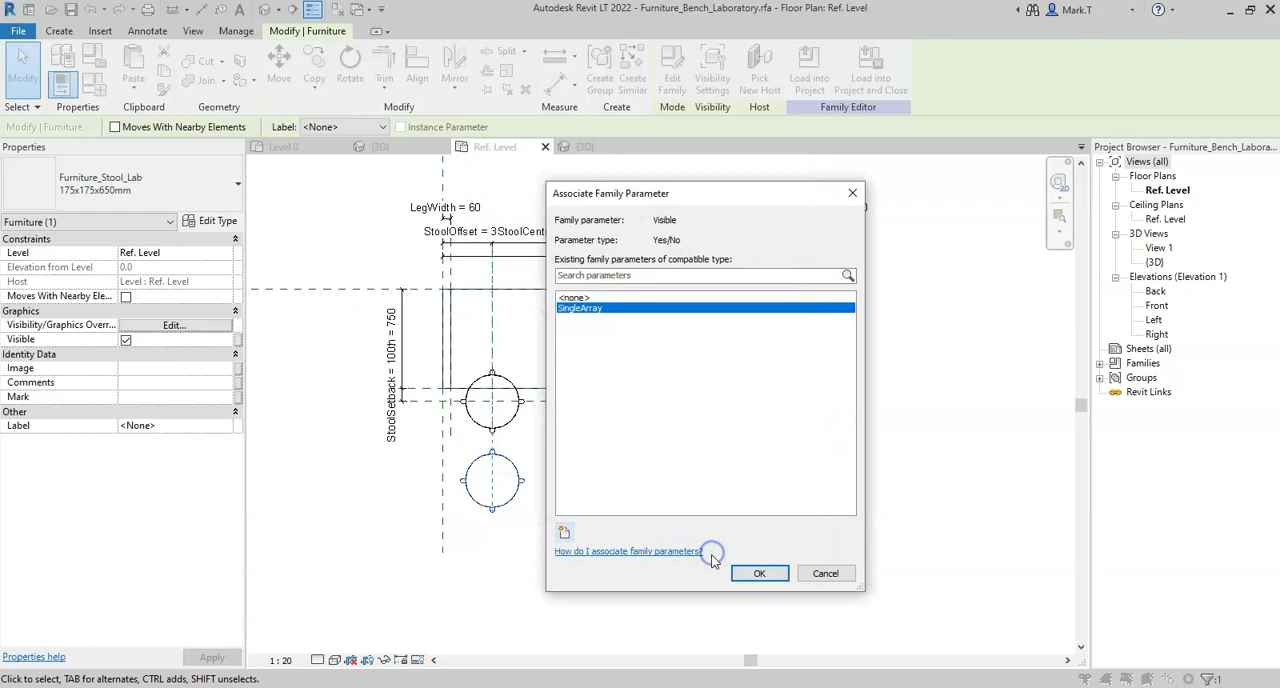 Autodesk Revit LT 2022 - Furniture_Bench_Laboratory.rfa - Floor Plan: Ref. Level
Mark.T
File Create Insert Annotate View Manage Modify | Furniture
Modify
Paste
Cut
Join
Move
Copy
Rotate
Trim
Align
Mirror
Split
Create Group
Create Similar
Edit Family
Visibility Settings
Pick New Host
Load into Project
Load into Project and Close
Select Properties Clipboard Geometry Modify Measure Create Mode Visibility Host Family Editor
Modify | Furniture Moves With Nearby Elements Label: <None> Instance Parameter
Properties
Level 0 {3D} Ref. Level {3D}
Furniture_Stool_Lab
175x175x650mm
Furniture (1) Edit Type
Constraints
Level Ref. Level
Elevation from Level 0.0
Host Level : Ref. Level
Moves With Nearby Ele...
Graphics
Visibility/Graphics Overr... Edit...
Visible
Identity Data
Image
Comments
Mark
Other
Label <None>
Properties help Apply
LegWidth = 60
StoolOffset = 3StoolCent
StoolSetback = 100h = 750
Associate Family Parameter
Family parameter: Visible
Parameter type: Yes/No
Existing family parameters of compatible type:
Search parameters
<none>
SingleArray
How do I associate family parameters?
OK Cancel
Project Browser - Furniture_Bench_Labora...
Views (all)
Floor Plans
Ref. Level
Ceiling Plans
Ref. Level
3D Views
View 1
{3D}
Elevations (Elevation 1)
Back
Front
Left
Right
Sheets (all)
Families
Groups
Revit Links
1 : 20
Click to select, TAB for alternates, CTRL adds, SHIFT unselects.
:1